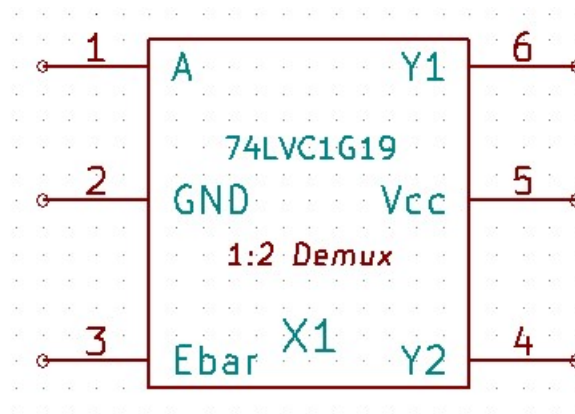 1 A Y1 6
74LVC1G19
2 GND Vcc 5
1:2 Demux
3 Ebar X1 Y2 4